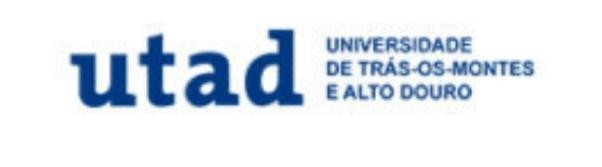 utad
UNIVERSIDADE
DE TRÁS-OS-MONTES
E ALTO DOURO